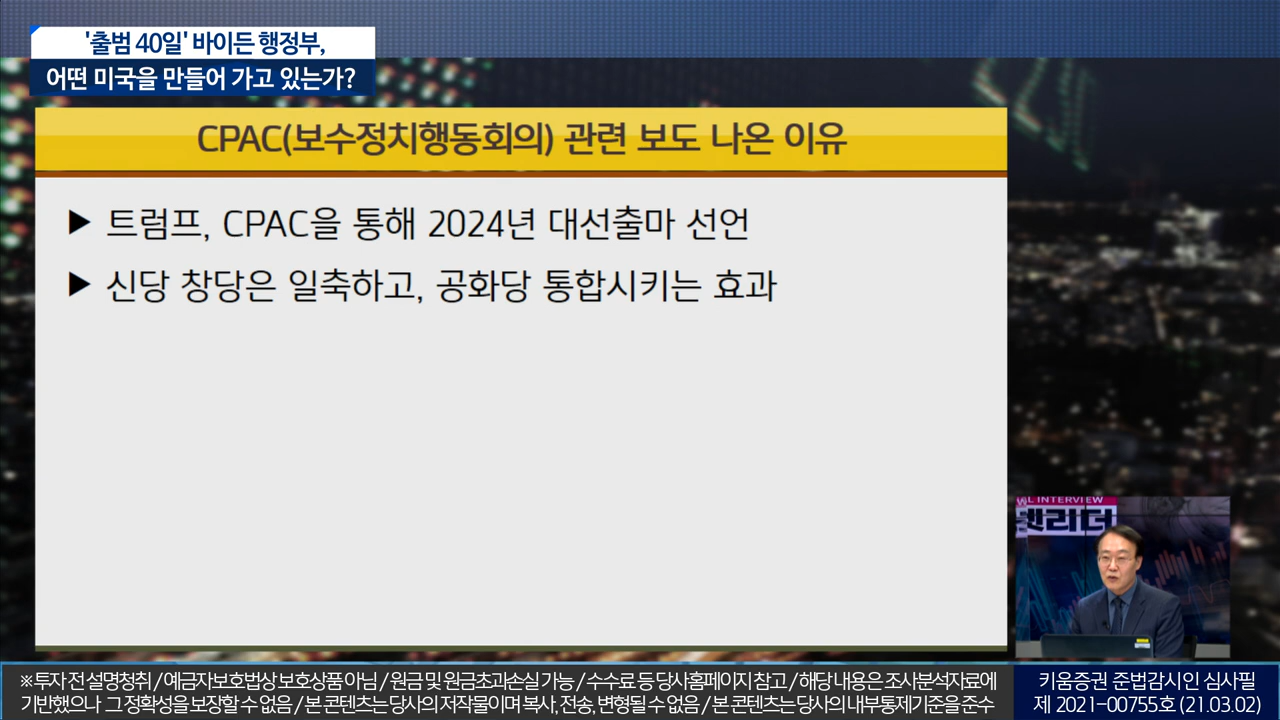 '출범 40일' 바이든 행정부,
어떤 미국을 만들어 가고 있는가?
CPAC(보수정치행동회의) 관련 보도 나온 이유
▶ 트럼프, CPAC을 통해 2024년 대선출마 선언
▶ 신당 창당은 일축하고, 공화당 통합시키는 효과
INTERVIEW
리더
※ 투자 전 설명청취 / 예금자보호법상 보호상품 아님 / 원금 및 원금초과손실 가능 / 수수료 등 당사홈페이지 참고 / 해당 내용은 조사분석자료에
기반했으나 그 정확성을 보장할 수 없음 / 본 콘텐츠는 당사의 저작물이며 복사, 전송, 변형될 수 없음 / 본 콘텐츠는 당사의 내부통제기준을 준수
키움증권 준법감시인 심사필
제 2021-00755호 (21.03.02)